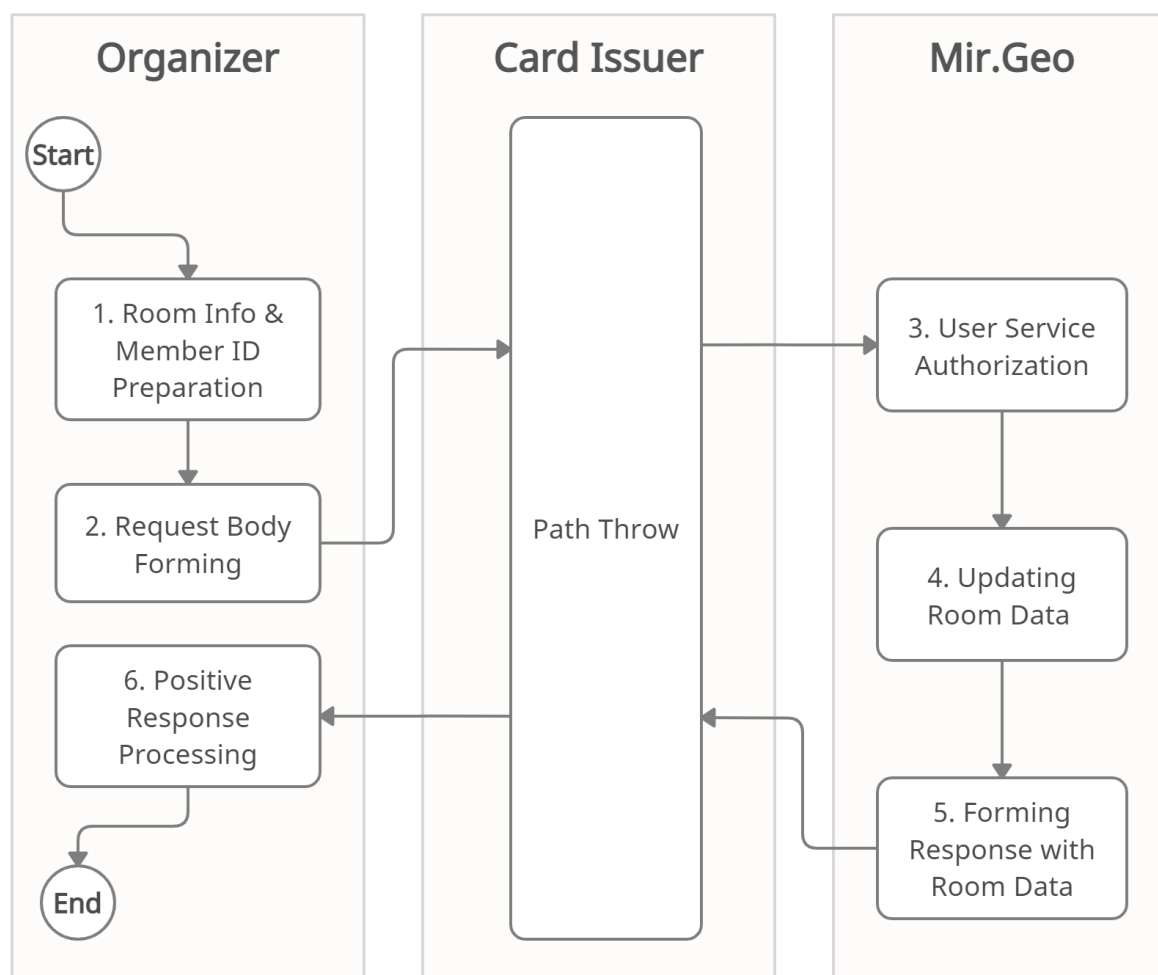 Organizer
Card Issuer
Mir.Geo
Start
1. Room Info &
Member ID
Preparation
2. Request Body
Forming
Path Throw
3. User Service
Authorization
4. Updating
Room Data
5. Forming
Response with
Room Data
6. Positive
Response
Processing
End